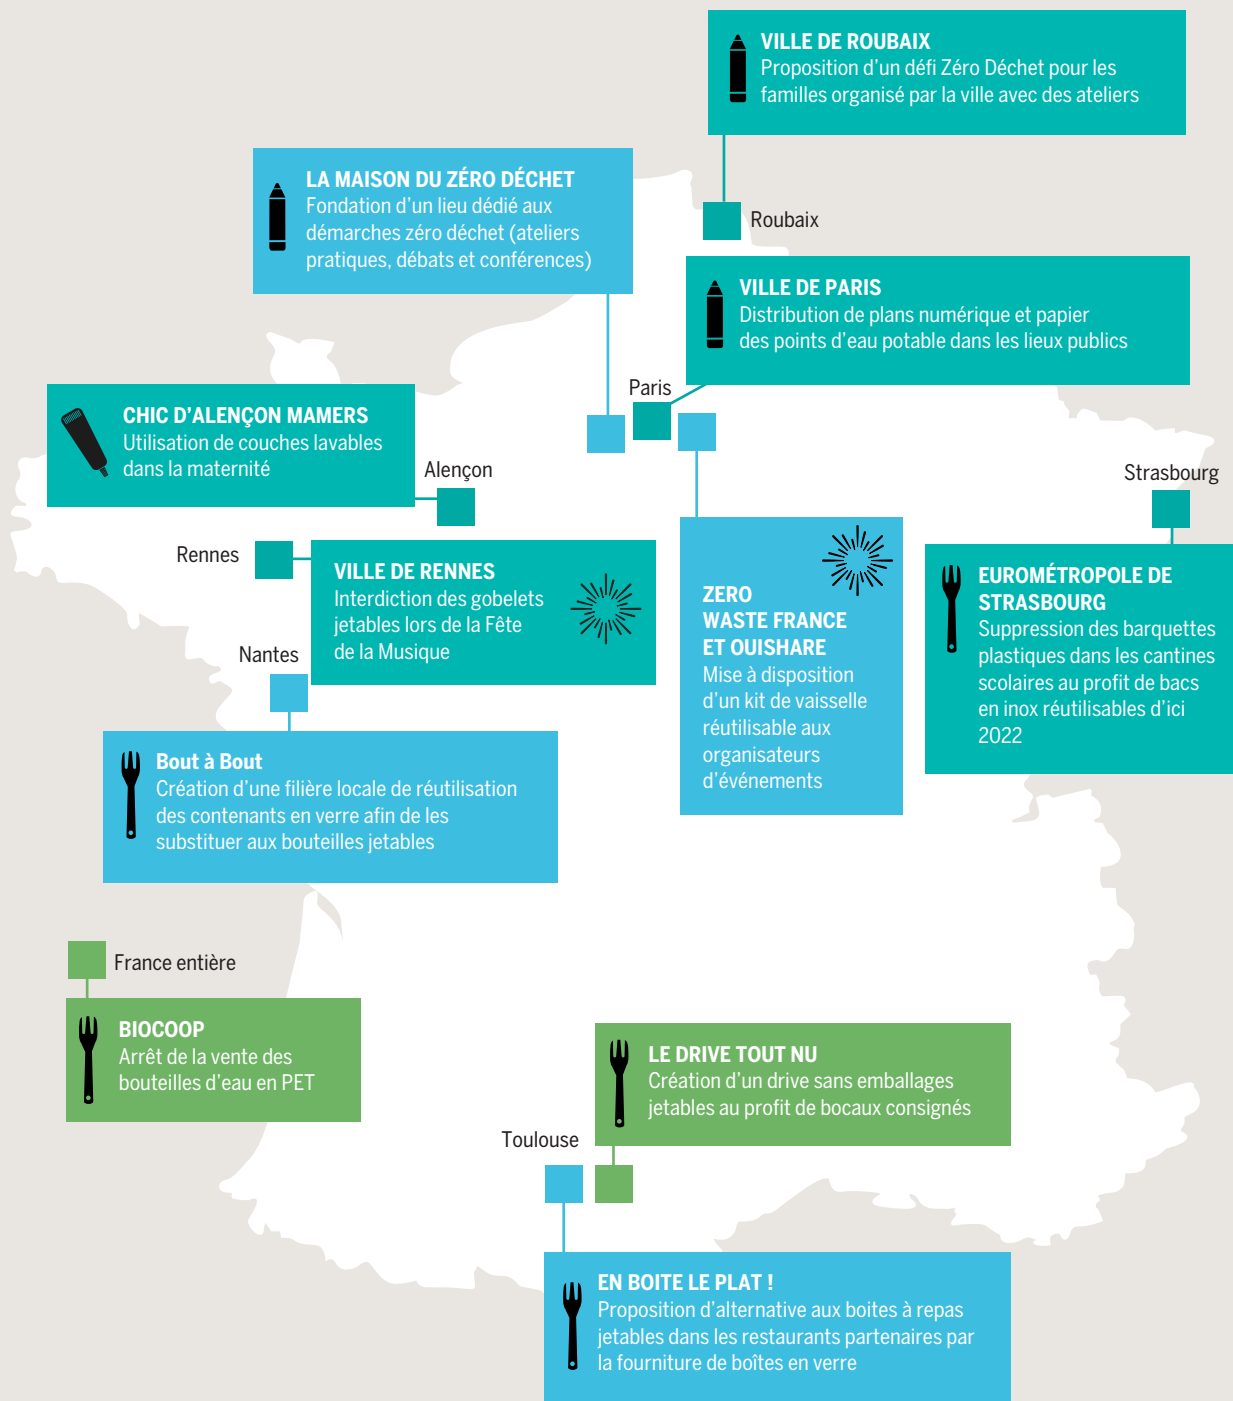 VILLE DE ROUBAIX
Proposition d'un défi Zéro Déchet pour les
familles organisé par la ville avec des ateliers
Roubaix
LA MAISON DU ZÉRO DÉCHET
Fondation d'un lieu dédié aux
démarches zéro déchet (ateliers
pratiques, débats et conférences)
VILLE DE PARIS
Distribution de plans numérique et papier
des points d'eau potable dans les lieux publics
Paris
CHIC D'ALENÇON MAMERS
Utilisation de couches lavables
dans la maternité
Alençon
Strasbourg
Rennes
VILLE DE RENNES
Interdiction des gobelets
jetables lors de la Fête
de la Musique
ZERO
WASTE FRANCE
ET OUISHARE
Mise à disposition
d'un kit de vaisselle
réutilisable aux
organisateurs
d'événements
EUROMÉTROPOLE DE
STRASBOURG
Suppression des barquettes
plastiques dans les cantines
scolaires au profit de bacs
en inox réutilisables d'ici
2022
Nantes
Bout à Bout
Création d'une filière locale de réutilisation
des contenants en verre afin de les
substituer aux bouteilles jetables
France entière
BIOCOOP
Arrêt de la vente des
bouteilles d'eau en PET
LE DRIVE TOUT NU
Création d'un drive sans emballages
jetables au profit de bocaux consignés
Toulouse
EN BOITE LE PLAT !
Proposition d'alternative aux boites à repas
jetables dans les restaurants partenaires par
la fourniture de boîtes en verre